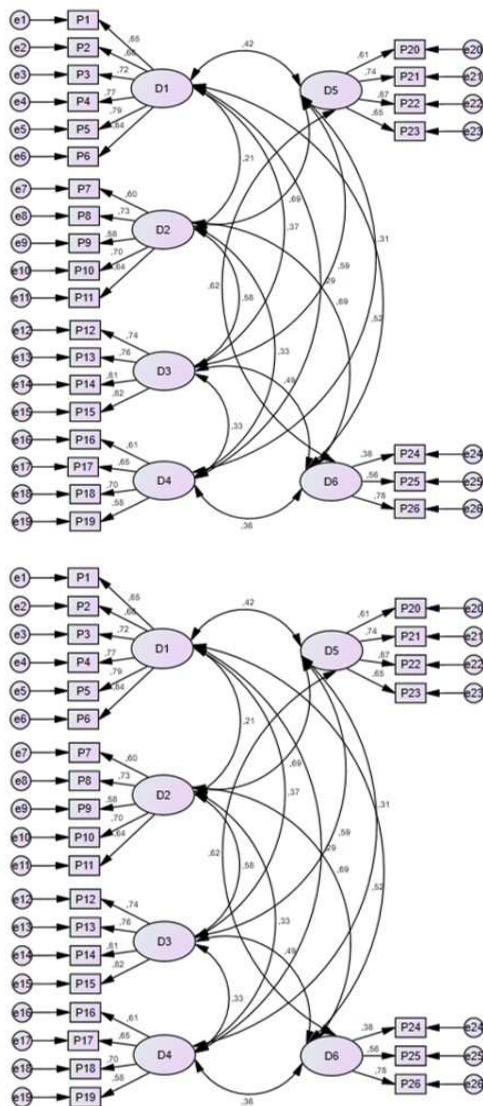 e1 P1 ,65
e2 P2 ,66
e3 P3 ,72
e4 P4 ,77
e5 P5 ,79
e6 P6 ,64
D1
,42
D5
,61 P20 e20
,74 P21 e21
,67 P22 e22
,65 P23 e23
,21
e7 P7 ,60
e8 P8 ,73
e9 P9 ,58
e10 P10 ,70
e11 P11 ,64
D2
,69
,37
,31
,59
,29
,62
,58
,69
,52
,33
,49
e12 P12 ,74
e13 P13 ,76
e14 P14 ,81
e15 P15 ,82
D3
,33
e16 P16 ,61
e17 P17 ,65
e18 P18 ,70
e19 P19 ,58
D4
,36
D6
,38 P24 e24
,56 P25 e25
,78 P26 e26
e1 P1 ,65
e2 P2 ,66
e3 P3 ,72
e4 P4 ,77
e5 P5 ,79
e6 P6 ,64
D1
,42
D5
,61 P20 e20
,74 P21 e21
,67 P22 e22
,65 P23 e23
,21
e7 P7 ,60
e8 P8 ,73
e9 P9 ,58
e10 P10 ,70
e11 P11 ,64
D2
,69
,37
,31
,59
,29
,62
,58
,69
,52
,33
,49
e12 P12 ,74
e13 P13 ,76
e14 P14 ,81
e15 P15 ,82
D3
,33
e16 P16 ,61
e17 P17 ,65
e18 P18 ,70
e19 P19 ,58
D4
,36
D6
,38 P24 e24
,56 P25 e25
,78 P26 e26